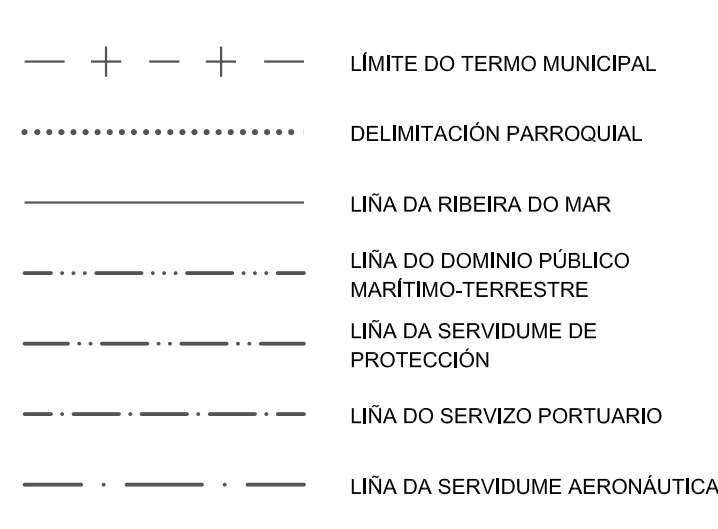 LÍMITE DO TERMO MUNICIPAL
DELIMITACIÓN PARROQUIAL
LIÑA DA RIBEIRA DO MAR
LIÑA DO DOMINIO PÚBLICO
MARÍTIMO-TERRESTRE
LIÑA DA SERVIDUME DE
PROTECCIÓN
LIÑA DO SERVIZO PORTUARIO
LIÑA DA SERVIDUME AERONÁUTICA